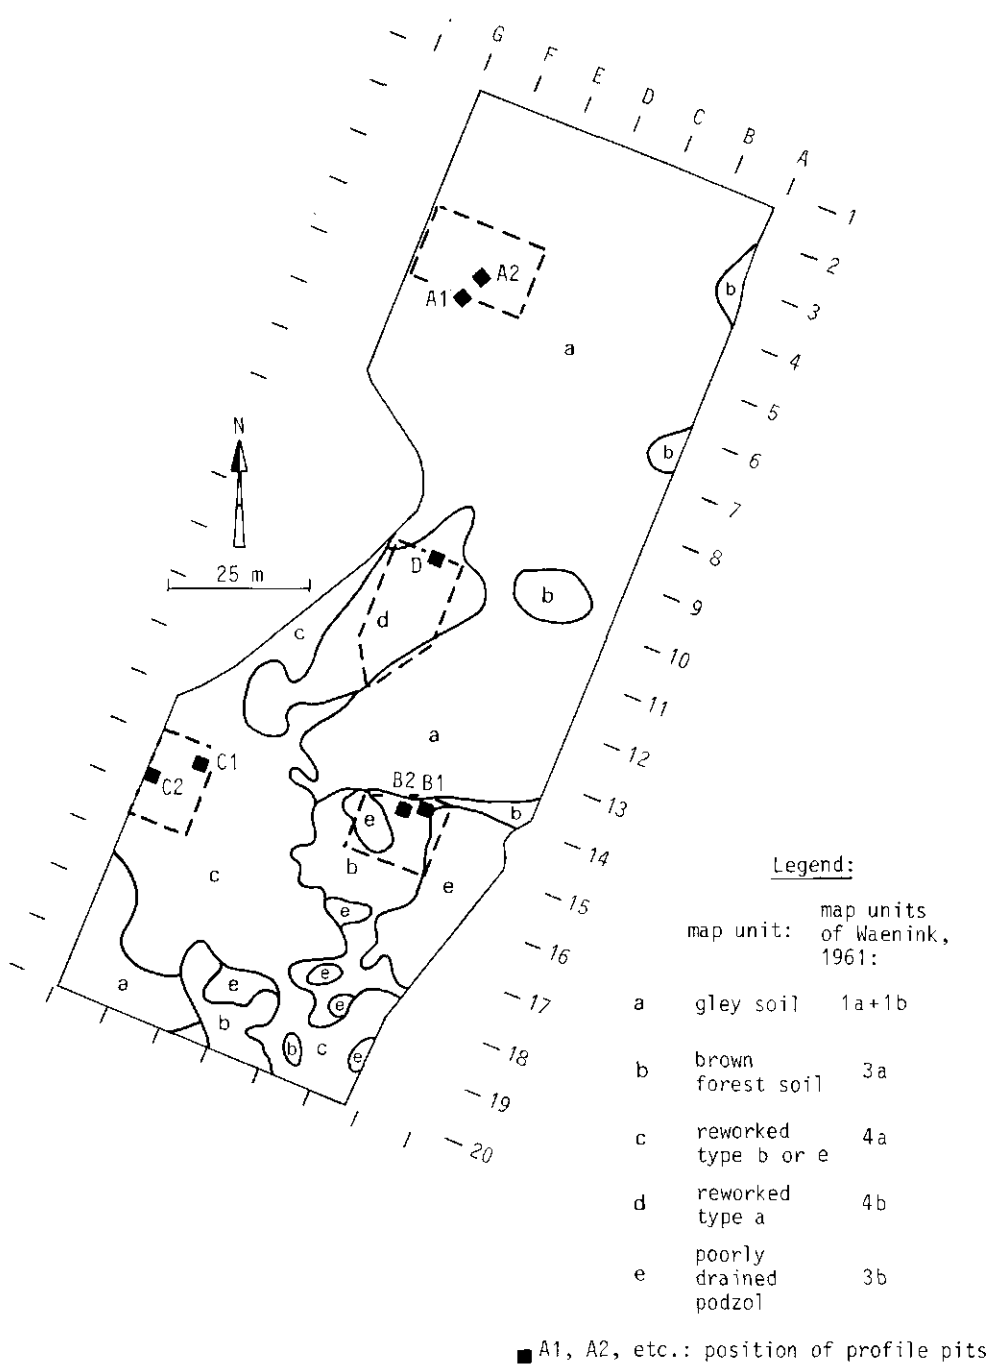 G
F
E
D
C
B
A
1
2
3
4
5
6
7
8
9
10
11
12
13
14
15
16
17
18
19
20
A2
A1
b
a
b
N
25 m
D
b
d
c
a
C1
C2
B2 B1
b
e
b
e
c
e
e
a
e
e
b
b
c
e
Legend:
map unit:
map units
of Waenink,
1961:
a gley soil 1a+1b
b brown
forest soil 3a
c reworked 4a
type b or e
d reworked 4b
type a
poorly
e drained 3b
podzol
A1, A2, etc.: position of profile pits